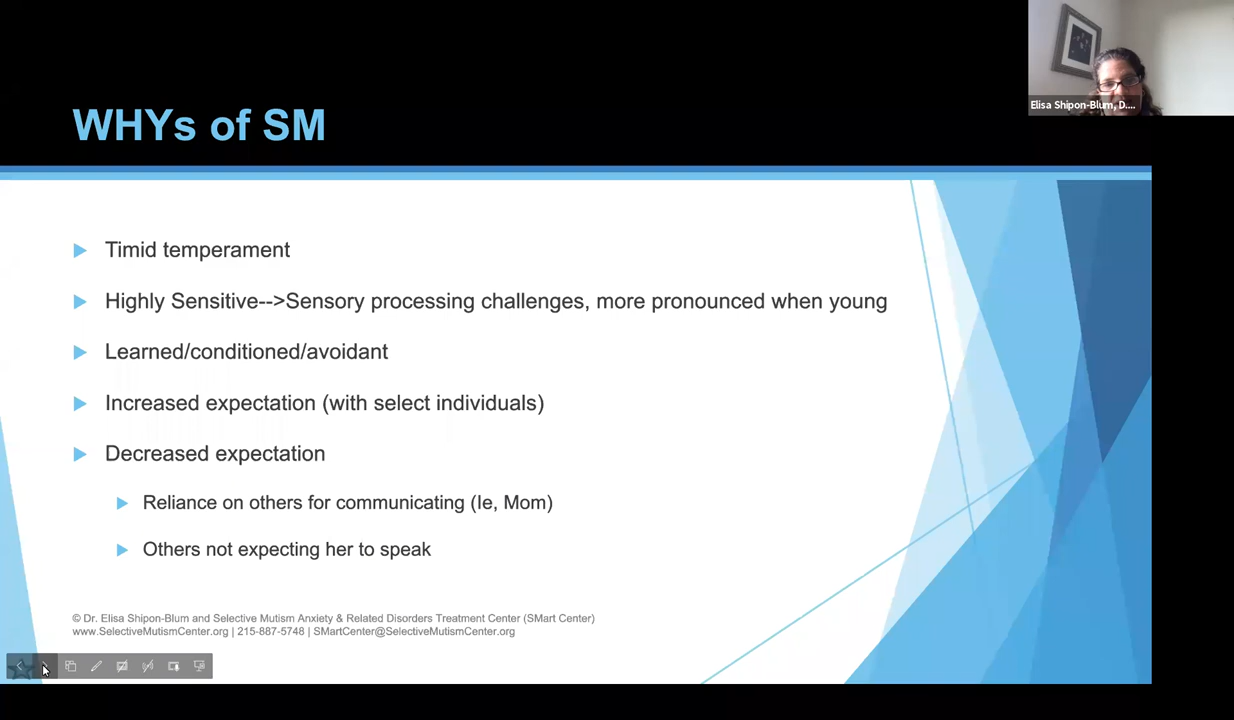 WHYs of SM
Elisa Shipon-Blum, D....
Timid temperament
Highly Sensitive-->Sensory processing challenges, more pronounced when young
Learned/conditioned/avoidant
Increased expectation (with select individuals)
Decreased expectation
Reliance on others for communicating (Ie, Mom)
Others not expecting her to speak
© Dr. Elisa Shipon-Blum and Selective Mutism Anxiety & Related Disorders Treatment Center (SMart Center)
www.SelectiveMutismCenter.org | 215-887-5748 | SMartCenter@SelectiveMutismCenter.org